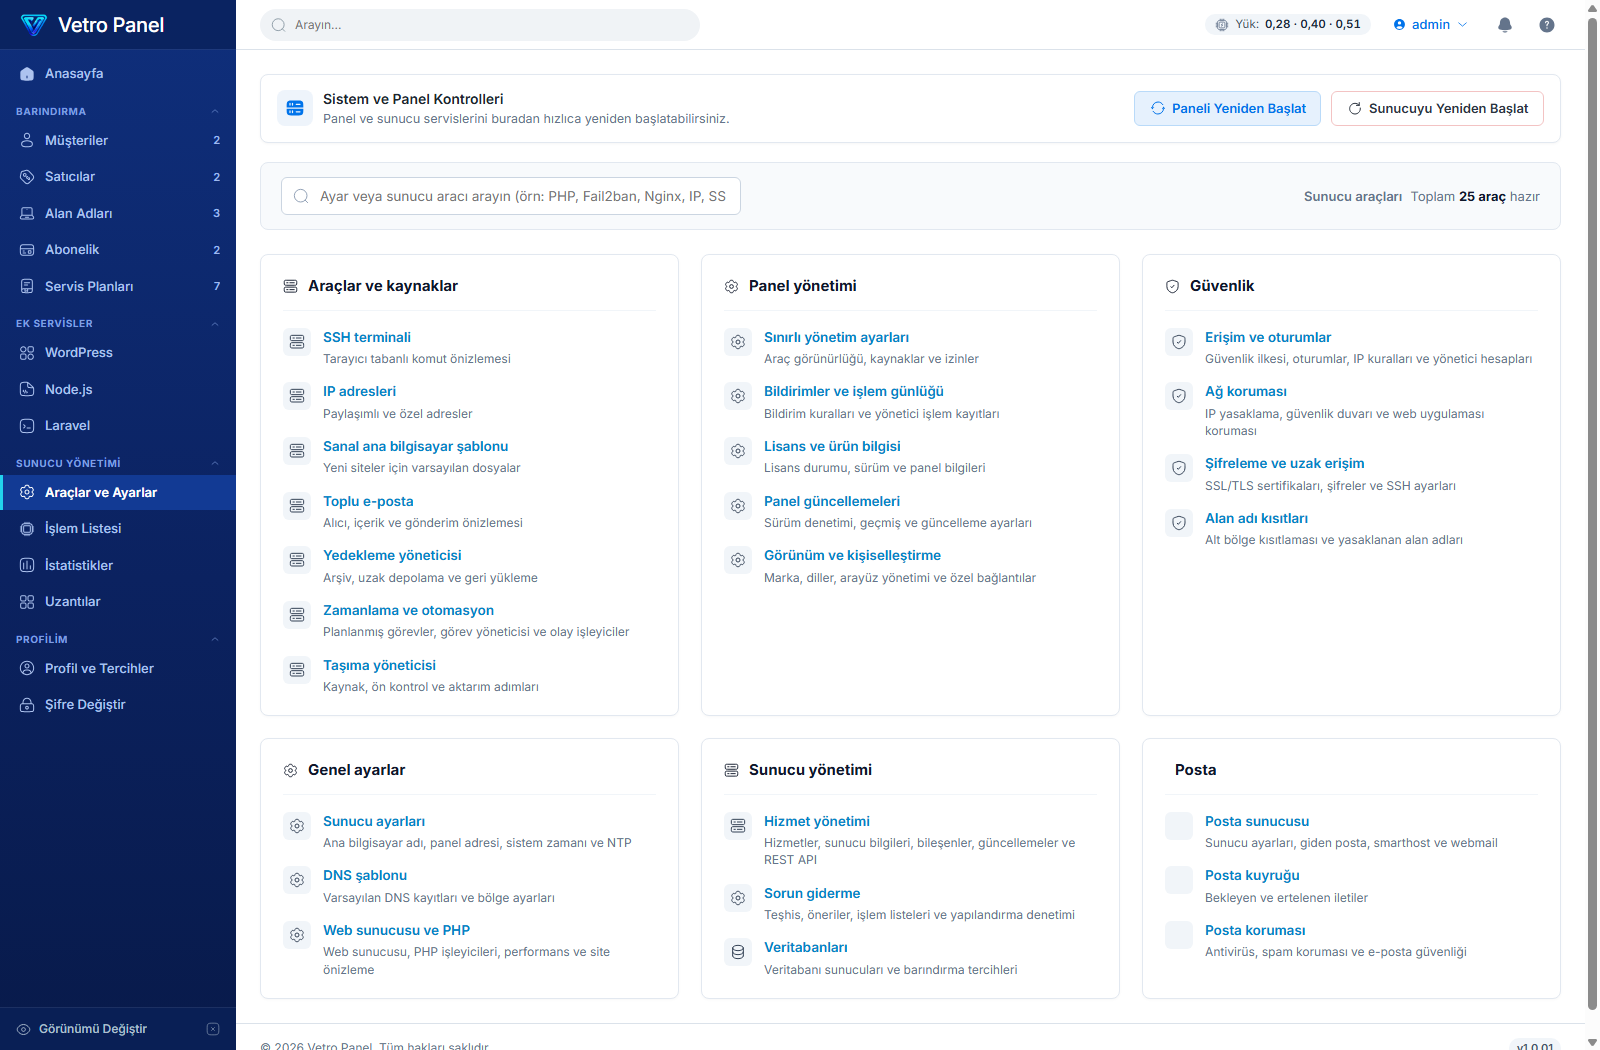 Vetro Panel
Arayın...
Yük: 0,28 · 0,40 · 0,51
admin
Anasayfa
BARINDIRMA
Müşteriler 2
Satıcılar 2
Alan Adları 3
Abonelik 2
Servis Planları 7
EK SERVİSLER
WordPress
Node.js
Laravel
SUNUCU YÖNETİMİ
Araçlar ve Ayarlar
İşlem Listesi
İstatistikler
Uzantılar
PROFİLİM
Profil ve Tercihler
Şifre Değiştir
Görünümü Değiştir
Sistem ve Panel Kontrolleri
Panel ve sunucu servislerini buradan hızlıca yeniden başlatabilirsiniz.
Paneli Yeniden Başlat
Sunucuyu Yeniden Başlat
Ayar veya sunucu aracı arayın (örn: PHP, Fail2ban, Nginx, IP, SS
Sunucu araçları Toplam 25 araç hazır
Araçlar ve kaynaklar
SSH terminali
Tarayıcı tabanlı komut önizlemesi
IP adresleri
Paylaşımlı ve özel adresler
Sanal ana bilgisayar şablonu
Yeni siteler için varsayılan dosyalar
Toplu e-posta
Alıcı, içerik ve gönderim önizlemesi
Yedekleme yöneticisi
Arşiv, uzak depolama ve geri yükleme
Zamanlama ve otomasyon
Planlanmış görevler, görev yöneticisi ve olay işleyiciler
Taşıma yöneticisi
Kaynak, ön kontrol ve aktarım adımları
Panel yönetimi
Sınırlı yönetim ayarları
Araç görünürlüğü, kaynaklar ve izinler
Bildirimler ve işlem günlüğü
Bildirim kuralları ve yönetici işlem kayıtları
Lisans ve ürün bilgisi
Lisans durumu, sürüm ve panel bilgileri
Panel güncellemeleri
Sürüm denetimi, geçmiş ve güncelleme ayarları
Görünüm ve kişiselleştirme
Marka, diller, arayüz yönetimi ve özel bağlantılar
Güvenlik
Erişim ve oturumlar
Güvenlik ilkesi, oturumlar, IP kuralları ve yönetici hesapları
Ağ koruması
IP yasaklama, güvenlik duvarı ve web uygulaması
koruması
Şifreleme ve uzak erişim
SSL/TLS sertifikaları, şifreler ve SSH ayarları
Alan adı kısıtları
Alt bölge kısıtlaması ve yasaklanan alan adları
Genel ayarlar
Sunucu ayarları
Ana bilgisayar adı, panel adresi, sistem zamanı ve NTP
DNS şablonu
Varsayılan DNS kayıtları ve bölge ayarları
Web sunucusu ve PHP
Web sunucusu, PHP işleyicileri, performans ve site
önizleme
Sunucu yönetimi
Hizmet yönetimi
Hizmetler, sunucu bilgileri, bileşenler, güncellemeler ve
REST API
Sorun giderme
Teşhis, öneriler, işlem listeleri ve yapılandırma denetimi
Veritabanları
Veritabanı sunucuları ve barındırma tercihleri
Posta
Posta sunucusu
Sunucu ayarları, giden posta, smarthost ve webmail
Posta kuyruğu
Bekleyen ve ertelenen iletiler
Posta koruması
Antivirüs, spam koruması ve e-posta güvenliği
© 2026 Vetro Panel. Tüm hakları saklıdır.
v1.0.01